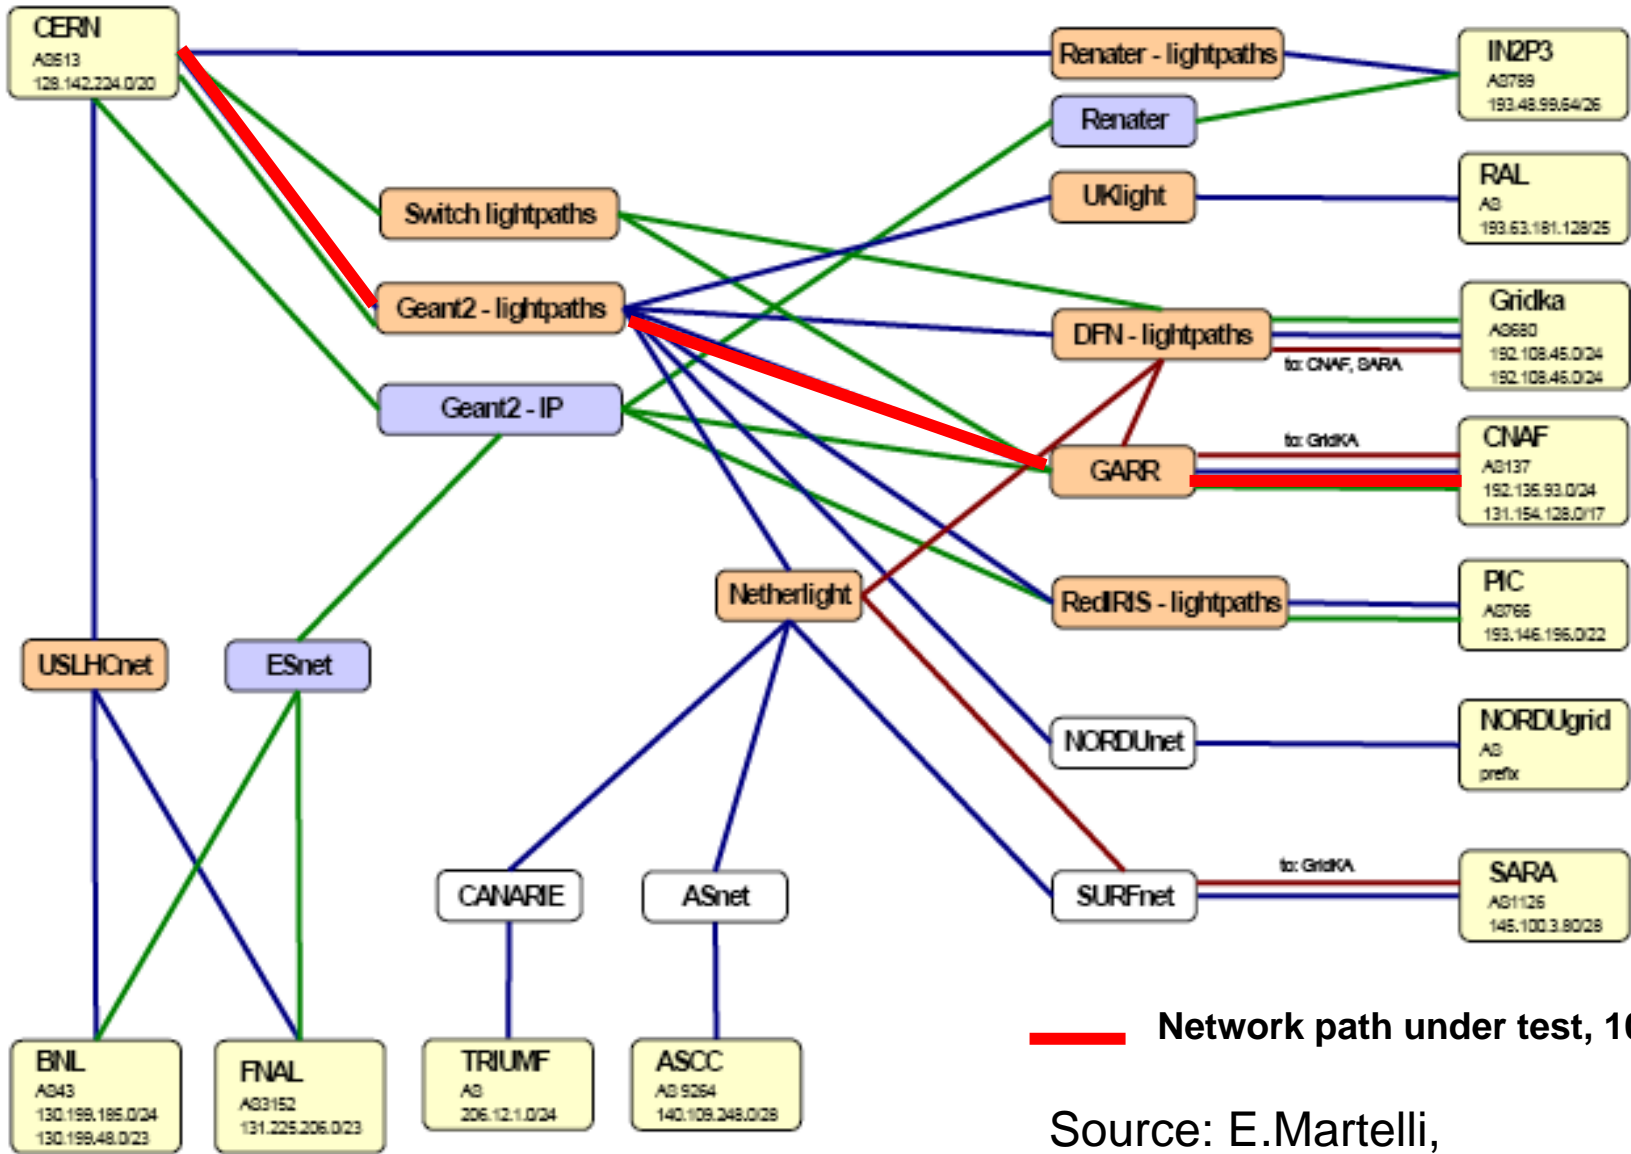 CERN
AS513
128.142.224.0/20
Renater - lightpaths
IN2P3
AS789
193.48.99.64/26
Renater
RAL
AS
193.63.181.128/25
UKlight
Switch lightpaths
Geant2 - lightpaths
Gridka
AS680
192.108.45.0/24
192.108.46.0/24
DFN - lightpaths
to: CNAF, SARA
Geant2 - IP
to: GridKA
CNAF
AS137
192.135.93.0/24
131.154.128.0/17
GARR
Netherlight
RedIRIS - lightpaths
PIC
AS766
193.146.196.0/22
USLHCnet
ESnet
NORDUnet
NORDUgrid
AS
prefix
CANARIE
ASnet
SURFnet
to: GridKA
SARA
AS1126
145.100.3.80/28
Network path under test,
BNL
AS43
130.199.185.0/24
130.199.48.0/23
FNAL
AS3152
131.225.206.0/23
TRIUMF
AS
206.12.1.0/24
ASCC
AS 9264
140.109.248.0/28
Source: E.Martelli,